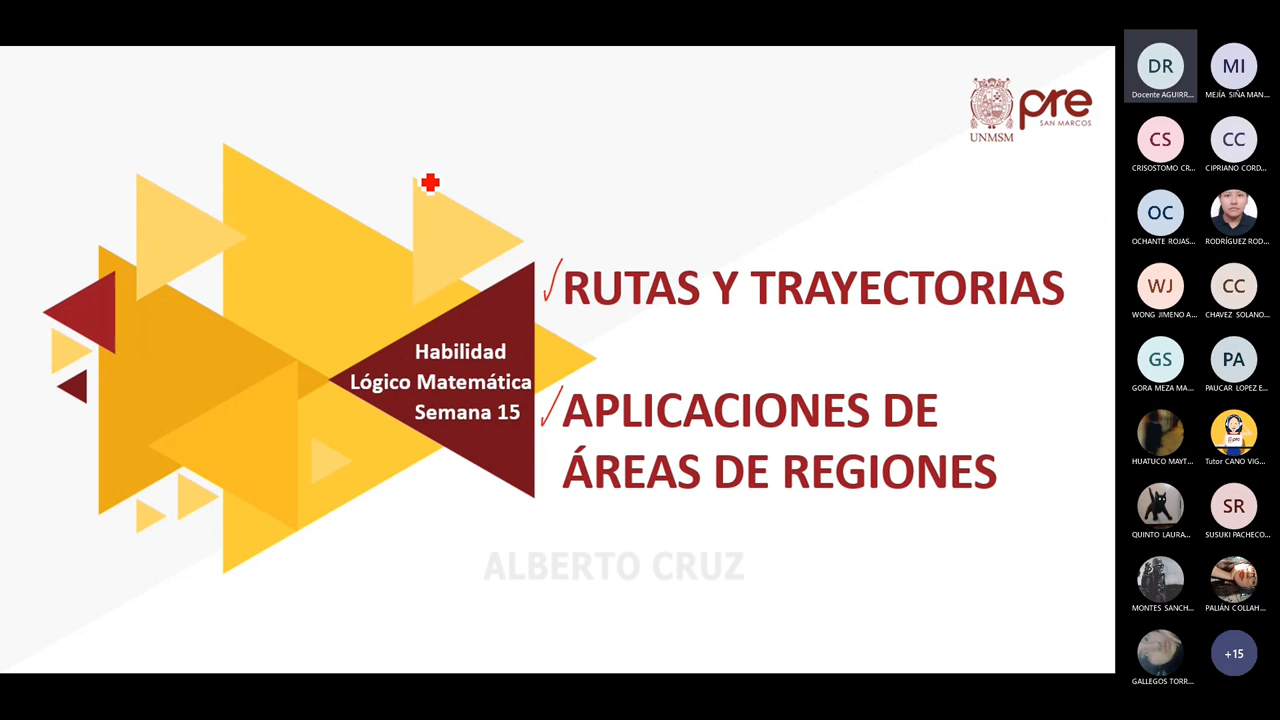 UNMSM
pre
SAN MARCOS
RUTAS Y TRAYECTORIAS
Habilidad
Lógico Matemática
Semana 15
APLICACIONES DE
ÁREAS DE REGIONES
ALBERTO CRUZ
DR
MI
Docente AGUIRR...
MEJÍA SIÑA MAN...
CS
CC
CRISOSTOMO CR...
CIPRIANO CORD...
OC
OCHANTE ROJAS...
RODRÍGUEZ ROD...
WJ
CC
WONG JIMENO A...
CHAVEZ SOLANO...
GS
PA
GORA MEZA MA...
PAUCAR LOPEZ E...
HUATUCO MAYT...
Tutor CANO VIG...
SR
QUINTO LAURA...
SUSUKI PACHECO...
MONTES SANCH...
PALIÁN COLLAH...
+15
GALLEGOS TORR...